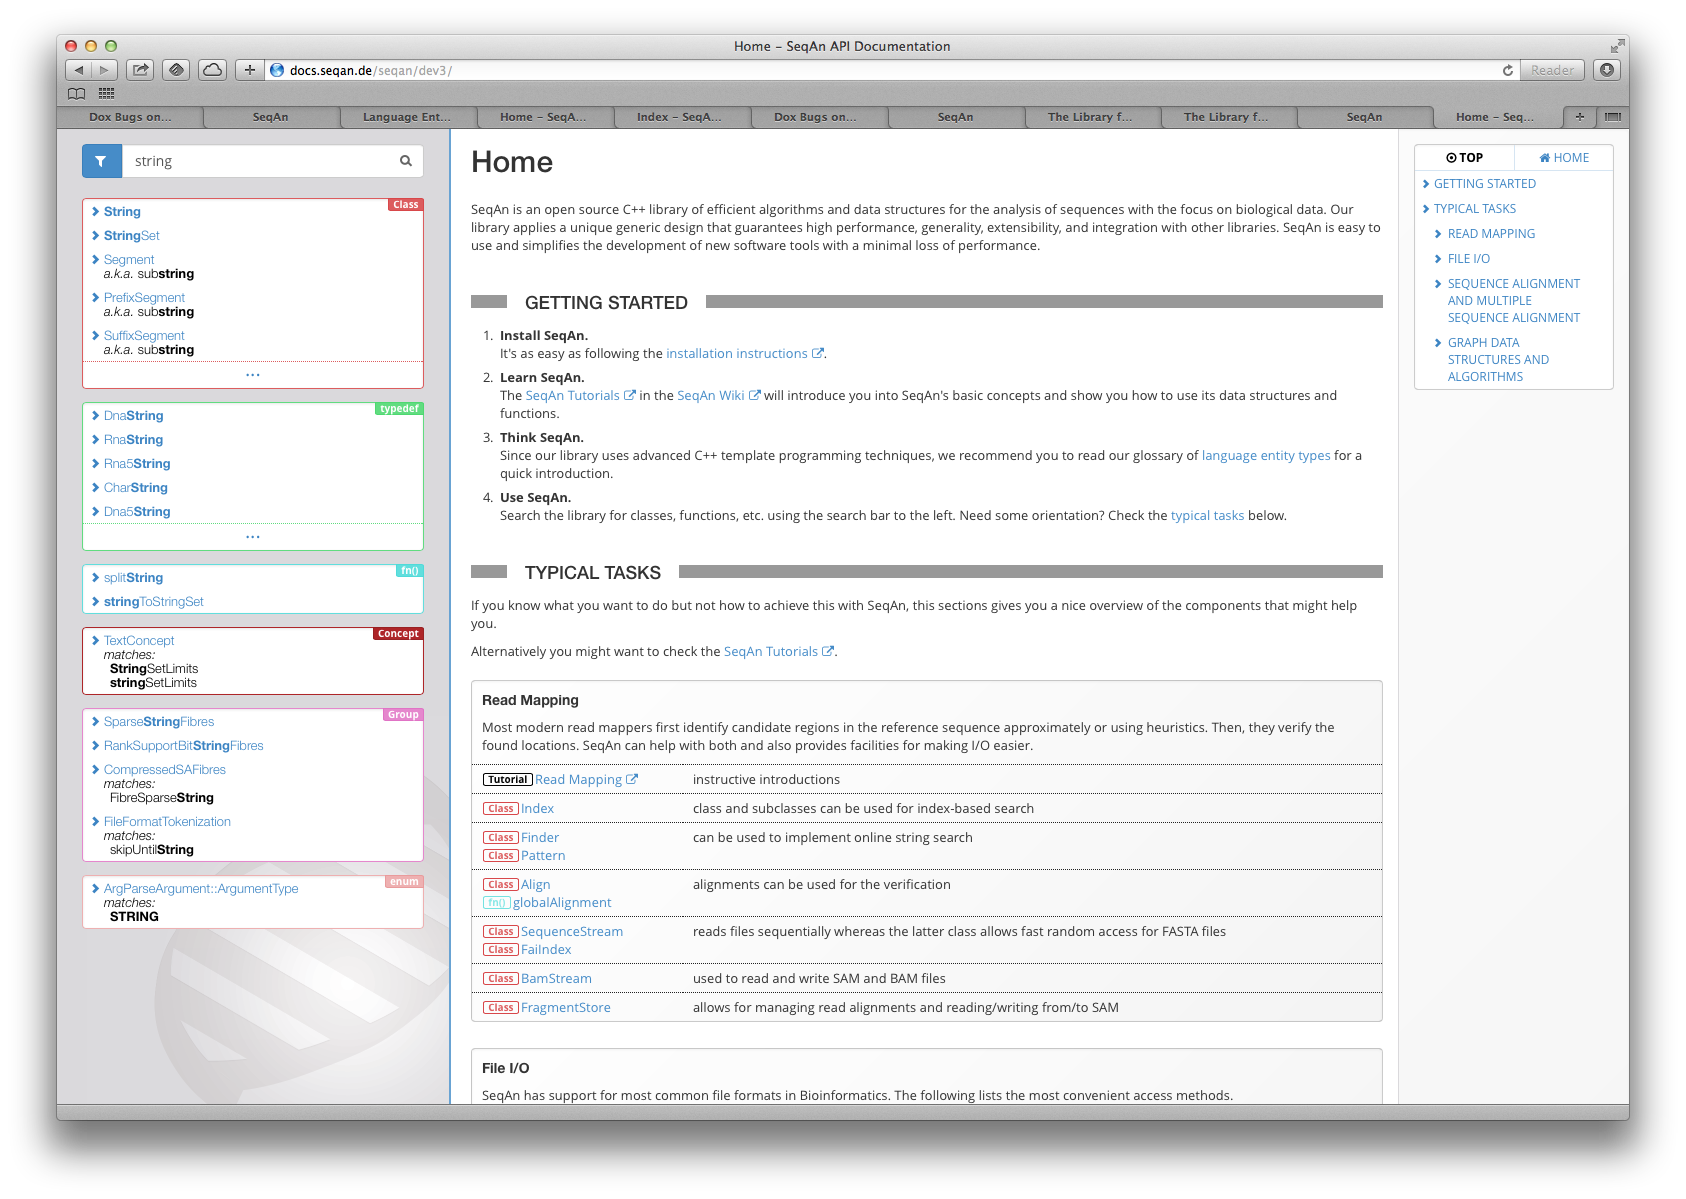 Home – SeqAn API Documentation
docs.seqan.de/seqan/dev3/
Reader
Dox Bugs on...
SeqAn
Language Ent...
Home – SeqA...
Index – SeqA...
Dox Bugs on...
SeqAn
The Library f...
The Library f...
SeqAn
Home – Seq...
string
Class
String
StringSet
Segment
a.k.a. substring
PrefixSegment
a.k.a. substring
SuffixSegment
a.k.a. substring
...
typedef
DnaString
RnaString
Rna5String
CharString
Dna5String
...
fn()
splitString
stringToStringSet
Concept
TextConcept
matches:
StringSetLimits
stringSetLimits
Group
SparseStringFibres
RankSupportBitStringFibres
CompressedSAFibres
matches:
FibreSparseString
FileFormatTokenization
matches:
skipUntilString
enum
ArgParseArgument::ArgumentType
matches:
STRING
Home
SeqAn is an open source C++ library of efficient algorithms and data structures for the analysis of sequences with the focus on biological data. Our
library applies a unique generic design that guarantees high performance, generality, extensibility, and integration with other libraries. SeqAn is easy to
use and simplifies the development of new software tools with a minimal loss of performance.
GETTING STARTED
1. Install SeqAn.
It's as easy as following the installation instructions.
2. Learn SeqAn.
The SeqAn Tutorials in the SeqAn Wiki will introduce you into SeqAn's basic concepts and show you how to use its data structures and
functions.
3. Think SeqAn.
Since our library uses advanced C++ template programming techniques, we recommend you to read our glossary of language entity types for a
quick introduction.
4. Use SeqAn.
Search the library for classes, functions, etc. using the search bar to the left. Need some orientation? Check the typical tasks below.
TYPICAL TASKS
If you know what you want to do but not how to achieve this with SeqAn, this sections gives you a nice overview of the components that might help
you.
Alternatively you might want to check the SeqAn Tutorials.
Read Mapping
Most modern read mappers first identify candidate regions in the reference sequence approximately or using heuristics. Then, they verify the
found locations. SeqAn can help with both and also provides facilities for making I/O easier.
Tutorial Read Mapping instructive introductions
Class Index class and subclasses can be used for index-based search
Class Finder can be used to implement online string search
Class Pattern
Class Align alignments can be used for the verification
fn() globalAlignment
Class SequenceStream reads files sequentially whereas the latter class allows fast random access for FASTA files
Class FaiIndex
Class BamStream used to read and write SAM and BAM files
Class FragmentStore allows for managing read alignments and reading/writing from/to SAM
File I/O
SeqAn has support for most common file formats in Bioinformatics. The following lists the most convenient access methods.
TOP
HOME
GETTING STARTED
TYPICAL TASKS
READ MAPPING
FILE I/O
SEQUENCE ALIGNMENT
AND MULTIPLE
SEQUENCE ALIGNMENT
GRAPH DATA
STRUCTURES AND
ALGORITHMS